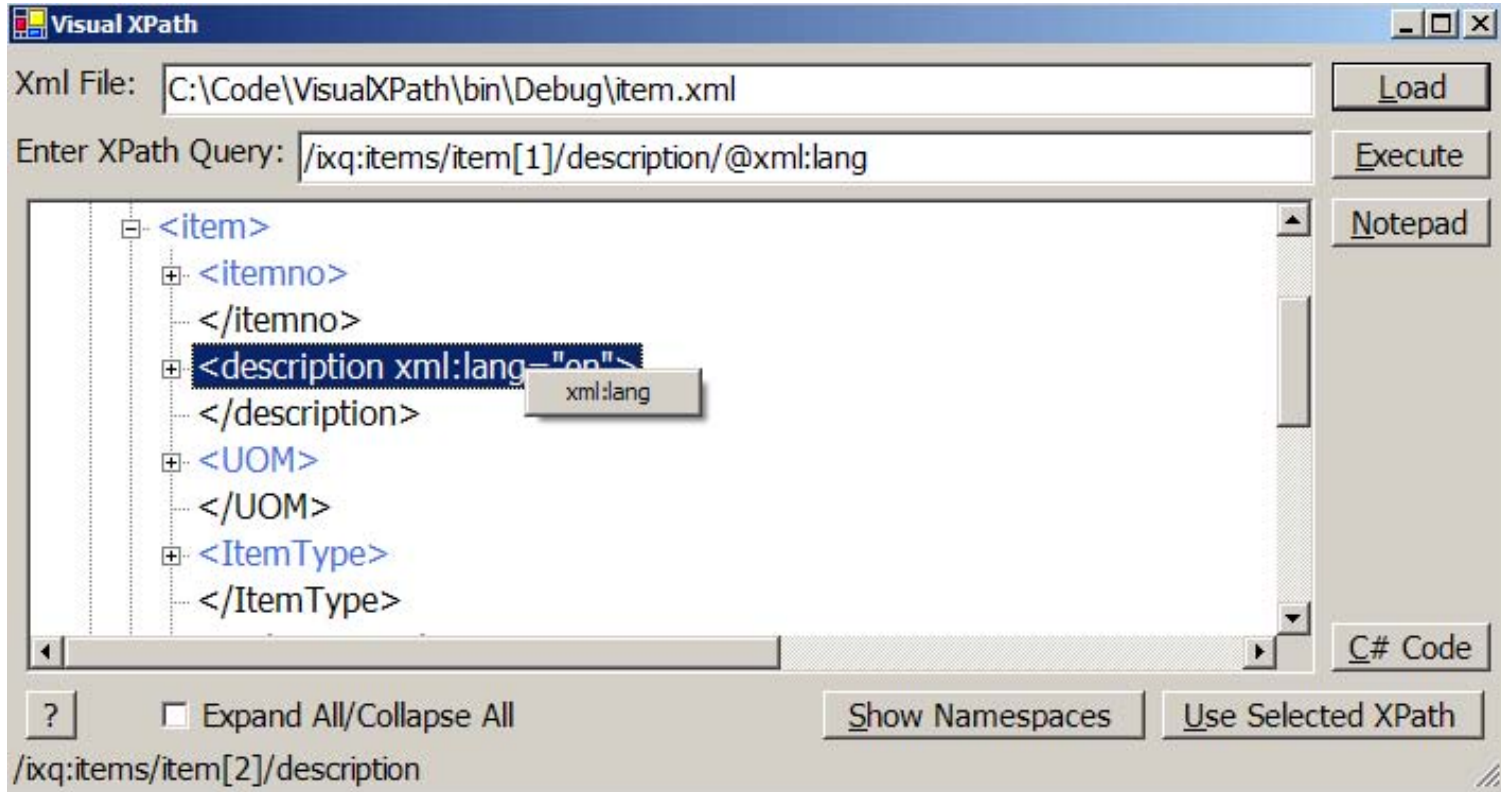 Visual XPath
Xml File: C:\Code\VisualXPath\bin\Debug\item.xml Load
Enter XPath Query: /ixq:items/item[1]/description/@xml:lang Execute
Notepad
<item>
<itemno>
</itemno>
<description xml:lang="en">
xml:lang
</description>
<UOM>
</UOM>
<ItemType>
</ItemType>
C# Code
? Expand All/Collapse All Show Namespaces Use Selected XPath
/ixq:items/item[2]/description